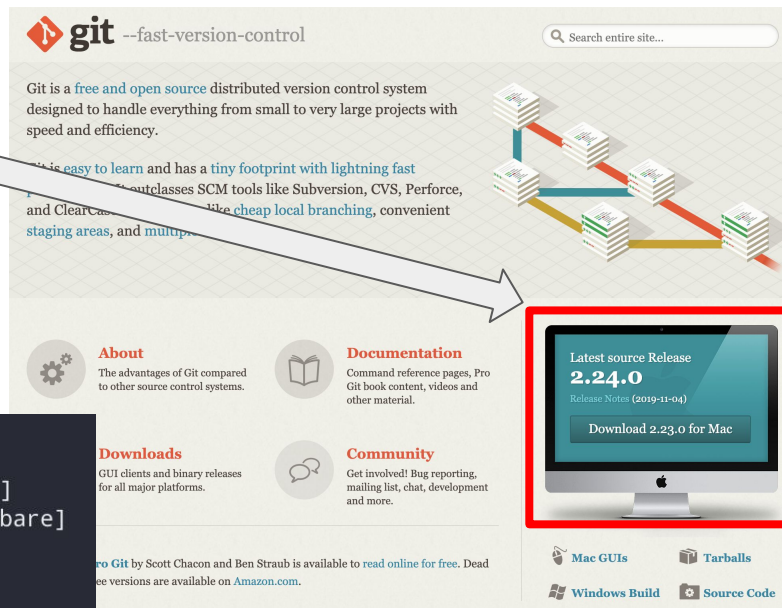 git --fast-version-control
Search entire site...
Git is a free and open source distributed version control system
designed to handle everything from small to very large projects with
speed and efficiency.
is easy to learn and has a tiny footprint with lightning fast
outclasses SCM tools like Subversion, CVS, Perforce,
and like cheap local branching, convenient
staging areas, and
About
The advantages of Git compared
to other source control systems.
Documentation
Command reference pages, Pro
Git book content, videos and
other material.
Latest source Release
2.24.0
Release Notes (2019-11-04)
Download 2.23.0 for Mac
]
bare]
Downloads
GUI clients and binary releases
for all major platforms.
Community
Get involved! Bug reporting,
mailing list, chat, development
and more.
ro Git by Scott Chacon and Ben Straub is available to read online for free. Dead
ee versions are available on Amazon.com.
Mac GUIs
Tarballs
Windows Build
Source Code